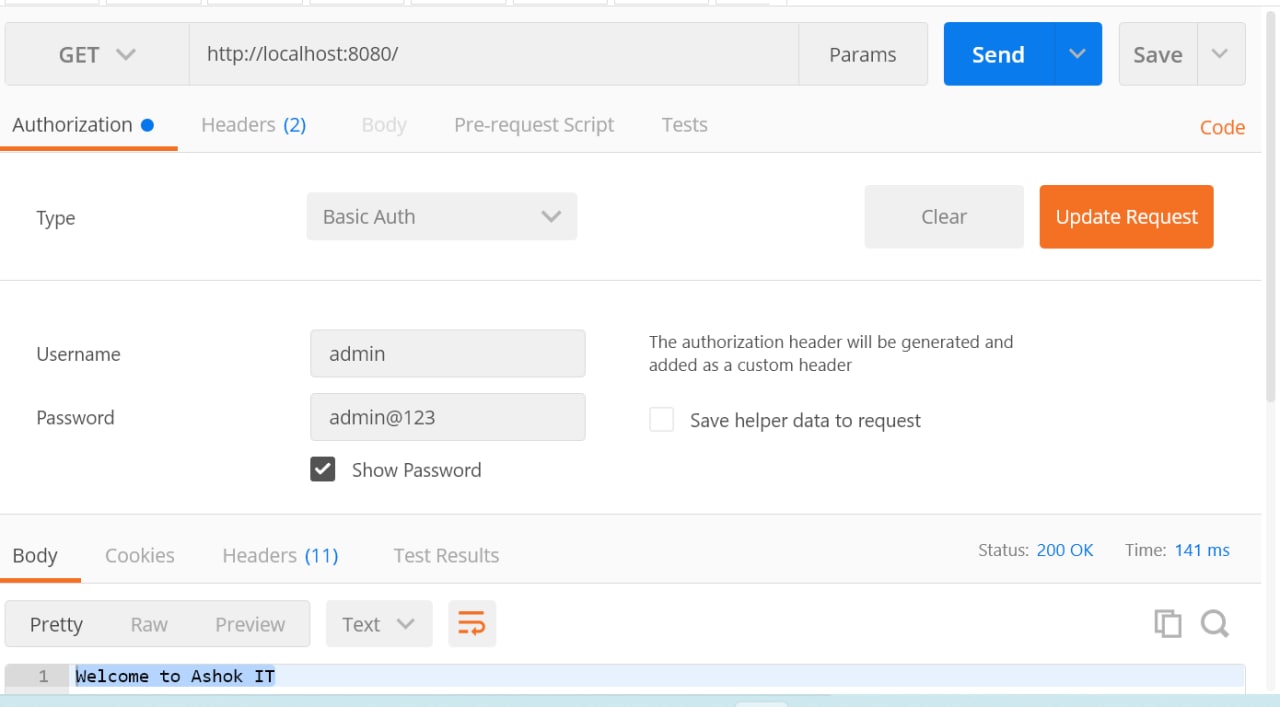 GET http://localhost:8080/ Params Send Save
Authorization Headers (2) Body Pre-request Script Tests Code
Type Basic Auth Clear Update Request
Username admin The authorization header will be generated and
added as a custom header
Password admin@123 Save helper data to request
Show Password
Body Cookies Headers (11) Test Results Status: 200 OK Time: 141 ms
Pretty Raw Preview Text
1 Welcome to Ashok IT